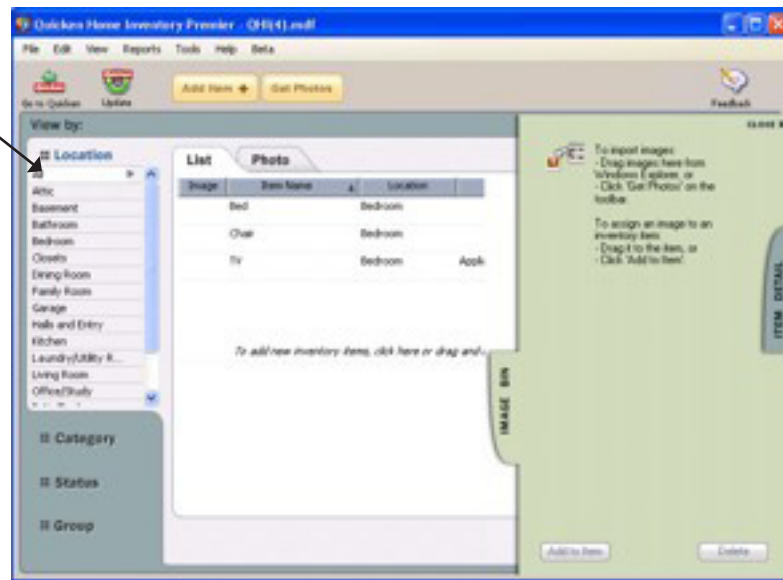 Quicken Home Inventory Premier - QHI(4).mdf
File Edit View Reports Tools Help Beta
Go to Quicken Update Add Item Get Photos Feedback
View by:
Location
All
Attic
Basement
Bathroom
Bedroom
Closets
Dining Room
Family Room
Garage
Halls and Entry
Kitchen
Laundry/Utility R...
Living Room
Office/Study
Category
Status
Group
List Photo
Image Item Name Location
Bed Bedroom
Chair Bedroom
TV Bedroom Appli
To add new inventory items, click here or drag and
IMAGE BIN
CLOSE
To import images:
- Drag images here from
Windows Explorer, or
- Click 'Get Photos' on the
toolbar.
To assign an image to an
inventory item:
- Drag it to the item, or
- Click 'Add to Item'.
ITEM DETAIL
Add to Item Delete